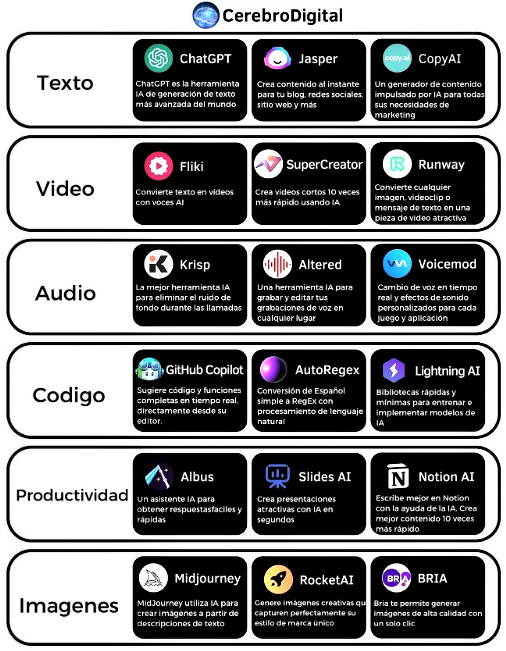 CerebroDigital
Texto
ChatGPT
ChatGPT es la herramienta
IA de generación de texto
más avanzada del mundo
Jasper
Crea contenido al instante
para tu blog, redes sociales,
sitio web y más
copy.ai
CopyAI
Un generador de contenido
impulsado por IA para todas
sus necesidades de
marketing
Video
Fliki
Convierte texto en vídeos
con voces AI
SuperCreator
Crea videos cortos 10 veces
más rápido usando IA
Runway
Convierte cualquier
imagen, videoclip o
mensaje de texto en una
pieza de video atractiva
Audio
Krisp
La mejor herramienta IA
para eliminar el ruido de
fondo durante las llamadas
Altered
Una herramienta IA para
grabar y editar tus
grabaciones de voz en
cualquier lugar
Voicemod
Cambio de voz en tiempo
real y efectos de sonido
personalizados para cada
juego y aplicación
Codigo
GitHub Copilot
Sugiere código y funciones
completas en tiempo real,
directamente desde su
editor.
AutoRegex
Conversión de Español
simple a RegEx con
procesamiento de lenguaje
natural
Lightning AI
Bibliotecas rápidas y
mínimas para entrenar e
implementar modelos de
IA
Productividad
Albus
Un asistente IA para
obtener respuestasfaciles y
rápidas
Slides AI
Crea presentaciones
atractivas con IA en
segundos
Notion AI
Escribe mejor en Notion
con la ayuda de la IA. Crea
mejor contenido 10 veces
más rápido
Imagenes
Midjourney
MidJourney utiliza IA para
crear imágenes a partir de
descripciones de texto
RocketAI
Genere imágenes creativas que
capturen perfectamente su
estilo de marca único
BRIA
BRIA
Bria te permite generar
imágenes de alta calidad con
un solo clic